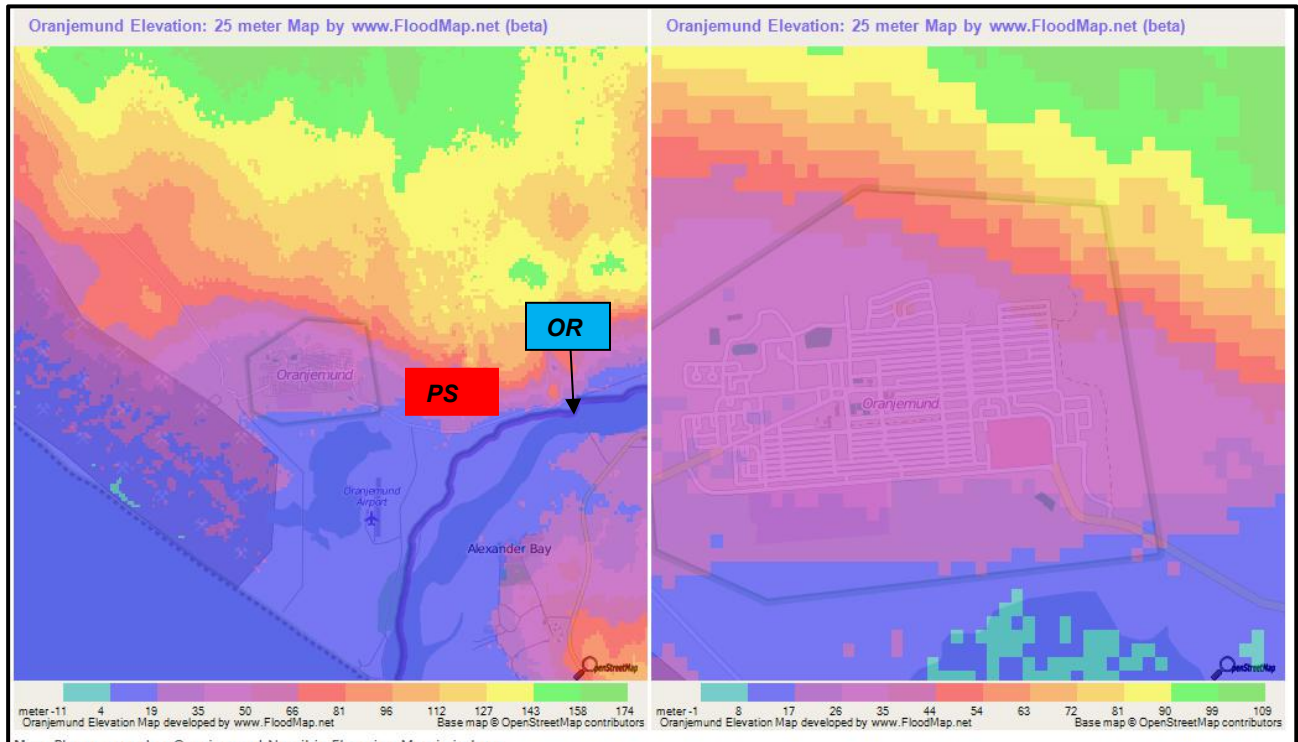 Oranjemund Elevation: 25 meter Map by www.FloodMap.net (beta)
OR
Oranjemund
PS
Oranjemund
Airport
Alexander Bay
OpenStreetMap
meter -11 4 19 35 50 66 81 96 112 127 143 158 174
Oranjemund Elevation Map developed by www.FloodMap.net
Base map © OpenStreetMap contributors
Oranjemund Elevation: 25 meter Map by www.FloodMap.net (beta)
Oranjemund
OpenStreetMap
meter -1 8 17 26 35 44 54 63 72 81 90 99 109
Oranjemund Elevation Map developed by www.FloodMap.net
Base map © OpenStreetMap contributors